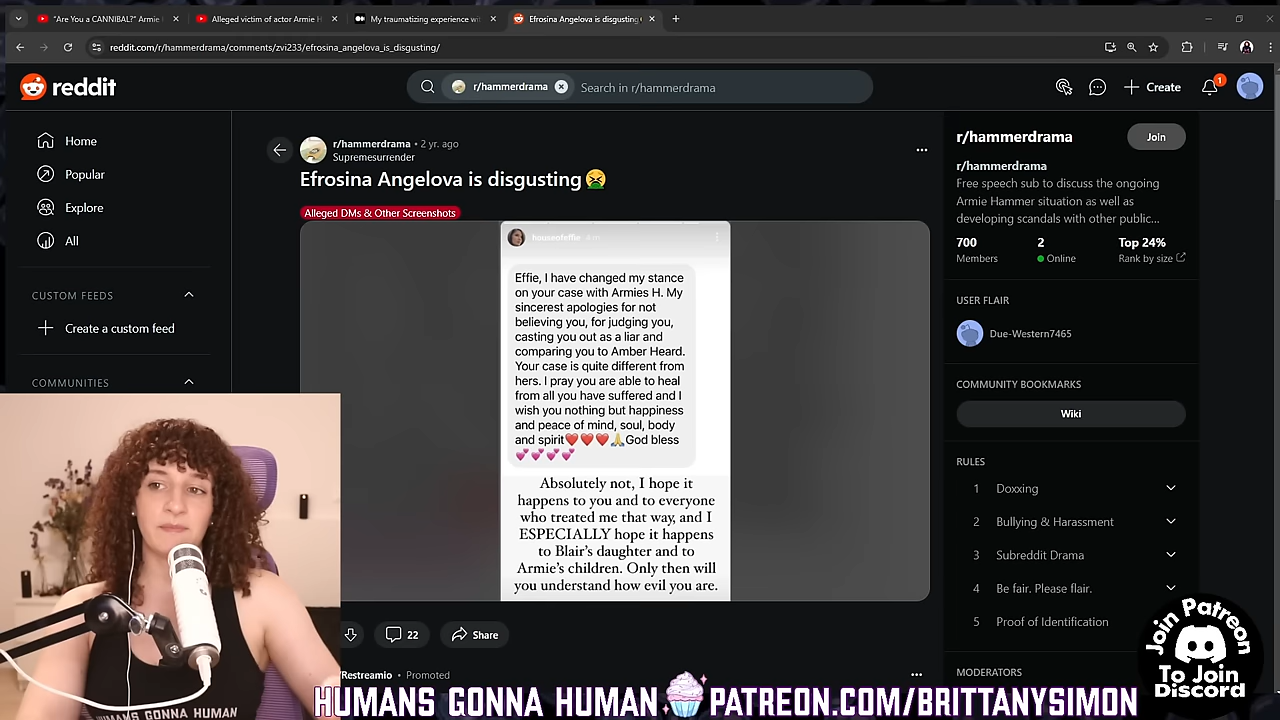 "Are You a CANNIBAL?" Armie H
Alleged victim of actor Armie H
My traumatizing experience wit
Efrosina Angelova is disgusting
reddit.com/r/hammerdrama/comments/zvi233/efrosina_angelova_is_disgusting/
reddit
r/hammerdrama
Search in r/hammerdrama
Create
1
Home
Popular
Explore
All
CUSTOM FEEDS
Create a custom feed
COMMUNITIES
r/hammerdrama • 2 yr. ago
Supremesurrender
Efrosina Angelova is disgusting🤮
Alleged DMs & Other Screenshots
houseofeffie
Effie, I have changed my stance
on your case with Armies H. My
sincerest apologies for not
believing you, for judging you,
casting you out as a liar and
comparing you to Amber Heard.
Your case is quite different from
hers. I pray you are able to heal
from all you have suffered and I
wish you nothing but happiness
and peace of mind, soul, body
and spirit❤️❤️❤️🙏God bless
💕💕💕💕
Absolutely not, I hope it
happens to you and to everyone
who treated me that way, and I
ESPECIALLY hope it happens
to Blair's daughter and to
Armie's children. Only then will
you understand how evil you are.
22
Share
Restreamio • Promoted
r/hammerdrama
Join
r/hammerdrama
Free speech sub to discuss the ongoing
Armie Hammer situation as well as
developing scandals with other public...
700 2 Top 24%
Members Online Rank by size
USER FLAIR
Due-Western7465
COMMUNITY BOOKMARKS
Wiki
RULES
1 Doxxing
2 Bullying & Harassment
3 Subreddit Drama
4 Be fair. Please flair.
5 Proof of Identification
MODERATORS
HUMANS GONNA HUMAN
Join Patreon
To Join
Discord
HUMANS GONNA HUMAN PATREON.COM/BRITTANYSIMON